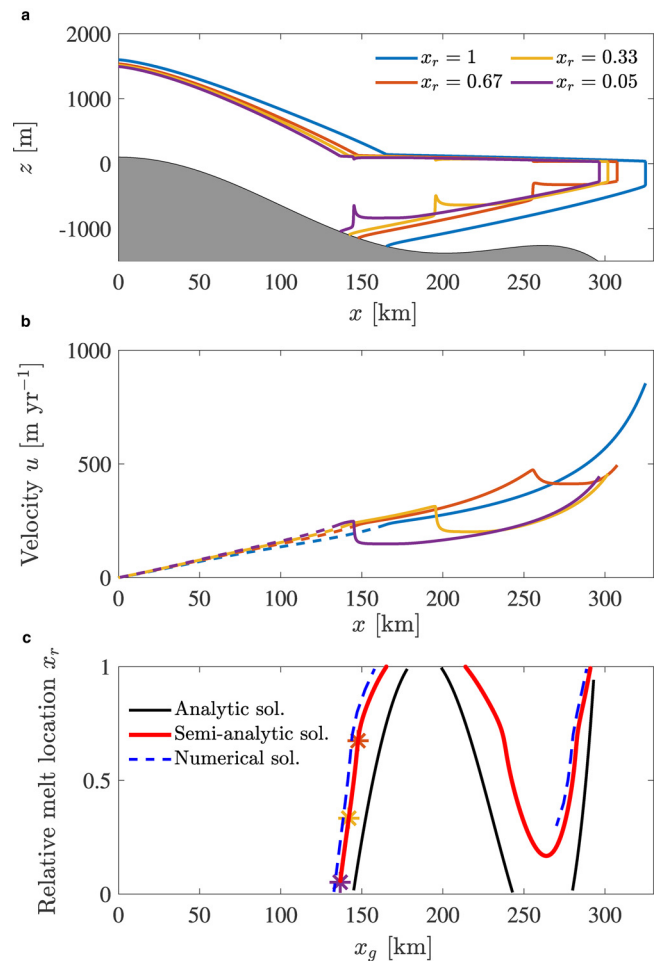 a
2000
1000
0
-1000
z [m]
x_r = 1
x_r = 0.67
x_r = 0.33
x_r = 0.05
0
50
100
150
200
250
300
x [km]
b
1000
500
0
Velocity u [m yr⁻¹]
0
50
100
150
200
250
300
x [km]
c
1
0.5
0
Relative melt location x_r
Analytic sol.
Semi-analytic sol.
Numerical sol.
0
50
100
150
200
250
300
x_g [km]